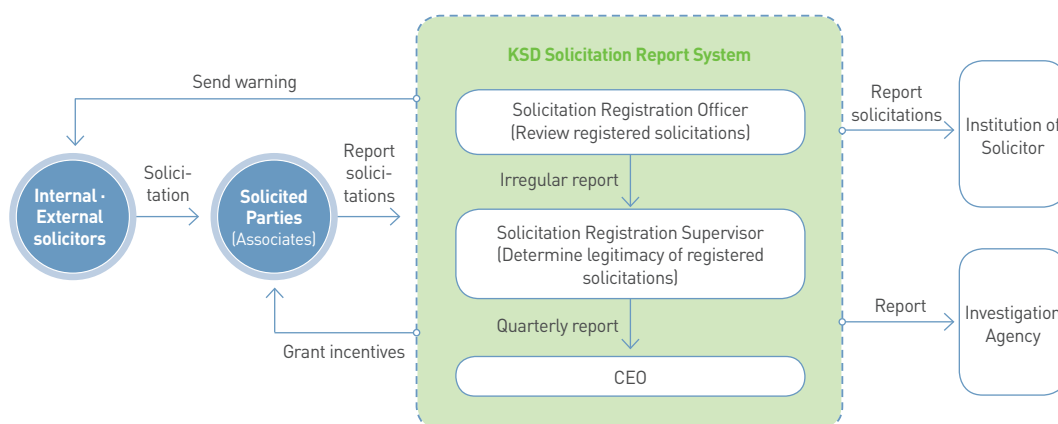 KSD Solicitation Report System
Send warning
Solicitation Registration Officer
(Review registered solicitations)
Report
solicitations
Institution of
Solicitor
Internal ·
External
solicitors
Solici-
tation
Solicited
Parties
(Associates)
Report
solici-
tations
Irregular report
Solicitation Registration Supervisor
(Determine legitimacy of registered
solicitations)
Grant incentives
Quarterly report
CEO
Report
Investigation
Agency